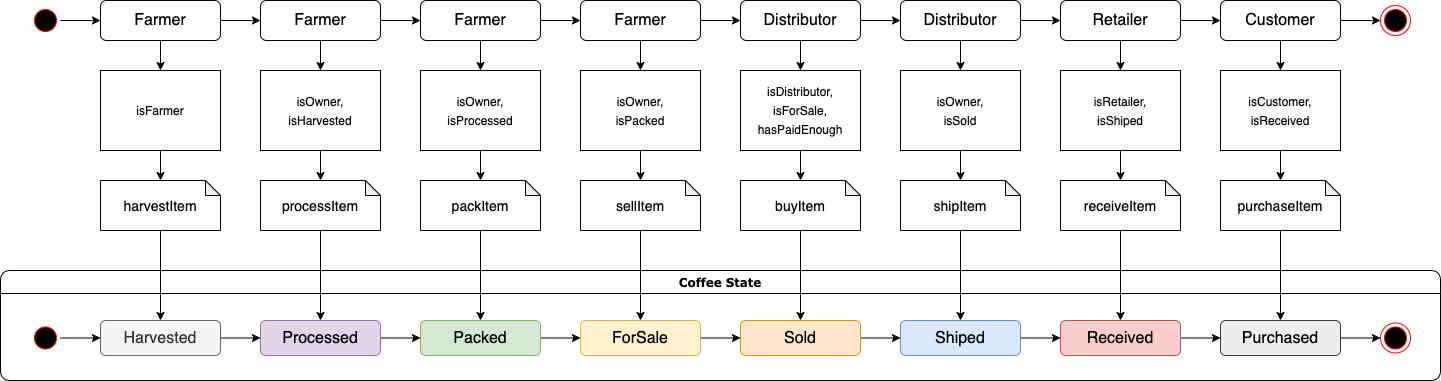 Farmer
Farmer
Farmer
Farmer
Distributor
Distributor
Retailer
Customer
isFarmer
isOwner,
isHarvested
isOwner,
isProcessed
isOwner,
isPacked
isDistributor,
isForSale,
hasPaidEnough
isOwner,
isSold
isRetailer,
isShiped
isCustomer,
isReceived
harvestItem
processItem
packItem
sellItem
buyItem
shipItem
receiveItem
purchaseItem
Coffee State
Harvested
Processed
Packed
ForSale
Sold
Shiped
Received
Purchased